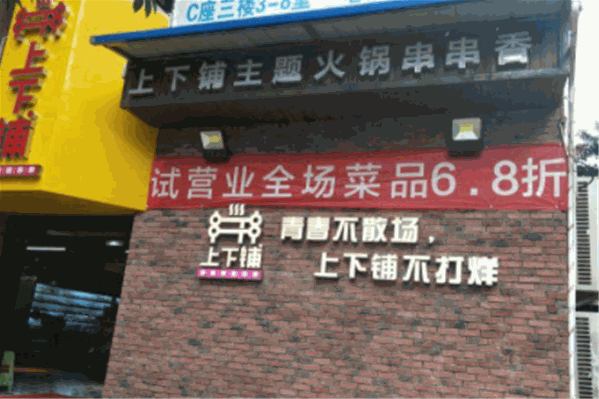 C座三楼3-8室
上下铺
上下铺主题火锅串串香
试营业全场菜品6.8折
上下铺
青春不散场，
上下铺不打烊